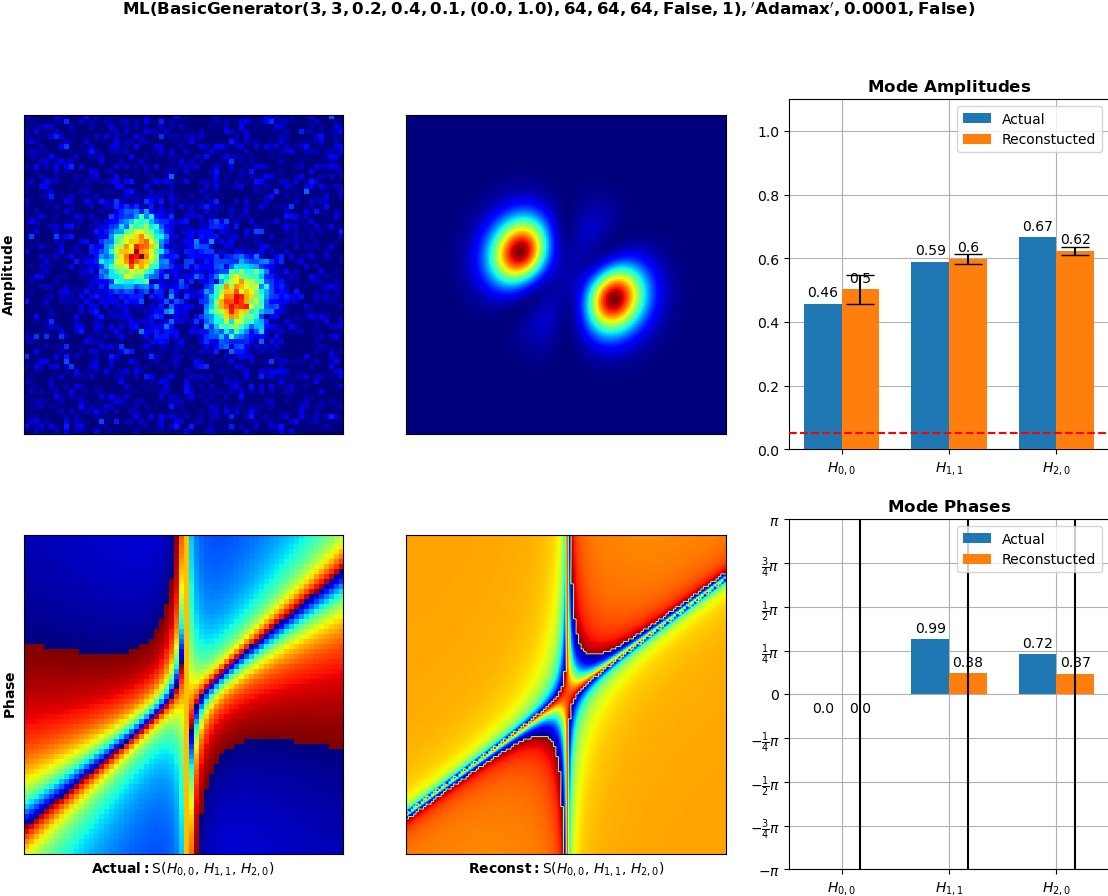 ML(BasicGenerator(3, 3, 0.2, 0.4, 0.1, (0.0, 1.0), 64, 64, 64, False, 1), ′Adamax′, 0.0001, False)
Amplitude
Mode Amplitudes
Actual
Reconstucted
1.0
0.8
0.6
0.4
0.2
0.0
0.46
0.5
0.59
0.6
0.67
0.62
H0,0
H1,1
H2,0
Phase
Actual: S(H0,0, H1,1, H2,0)
Reconst: S(H0,0, H1,1, H2,0)
Mode Phases
Actual
Reconstucted
π
3/4π
1/2π
1/4π
0
−1/4π
−1/2π
−3/4π
−π
0.0
0.0
0.99
0.38
0.72
0.37
H0,0
H1,1
H2,0